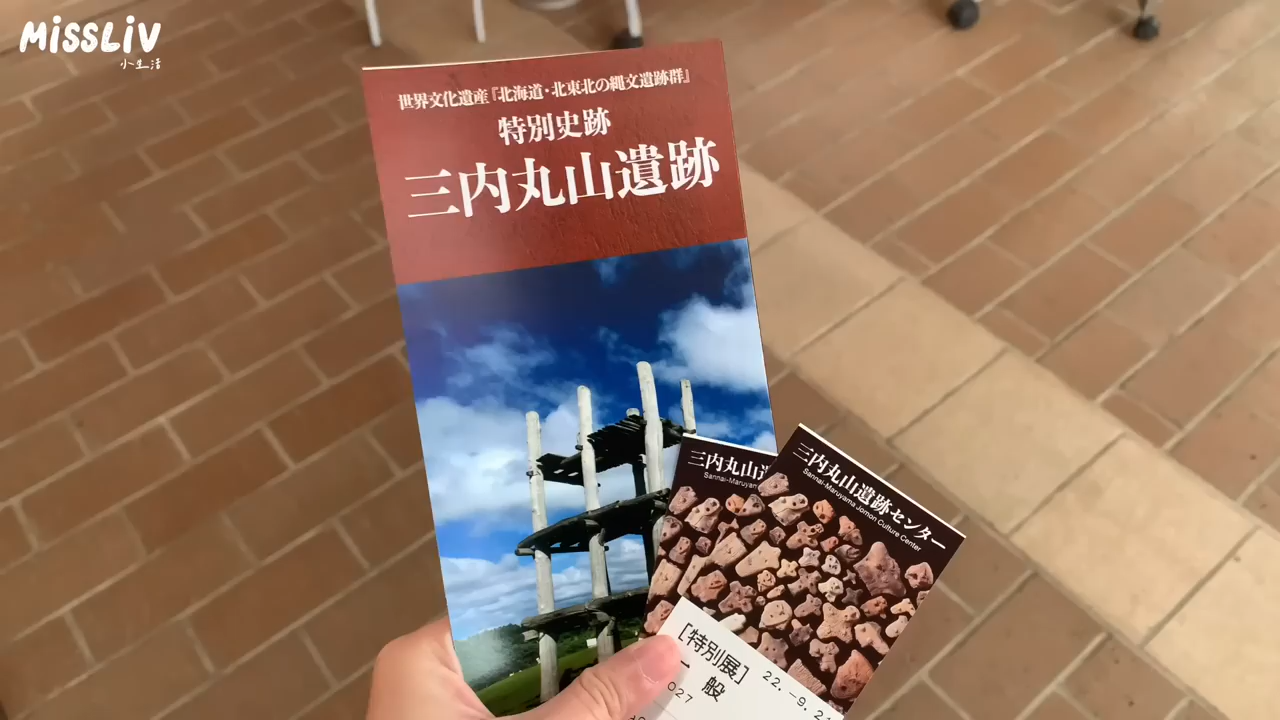 MiSSLiV
小生活
世界文化遺産『北海道・北東北の縄文遺跡群』
特別史跡
三内丸山遺跡
三内丸山遺
Sannai-Maruyam
三内丸山遺跡センター
Sannai-Maruyama Jomon Culture Center
[特別展]
一般
22.-9.21
027